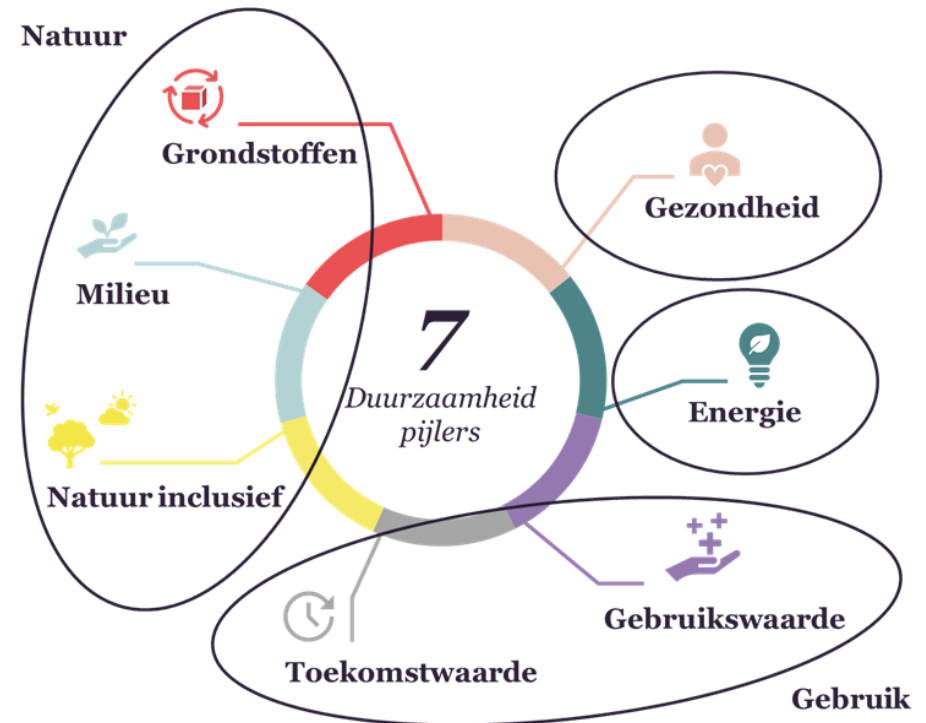 Natuur
Grondstoffen
Gezondheid
Milieu
7
Duurzaamheid
pijlers
Energie
Natuur inclusief
Gebruikswaarde
Toekomstwaarde
Gebruik